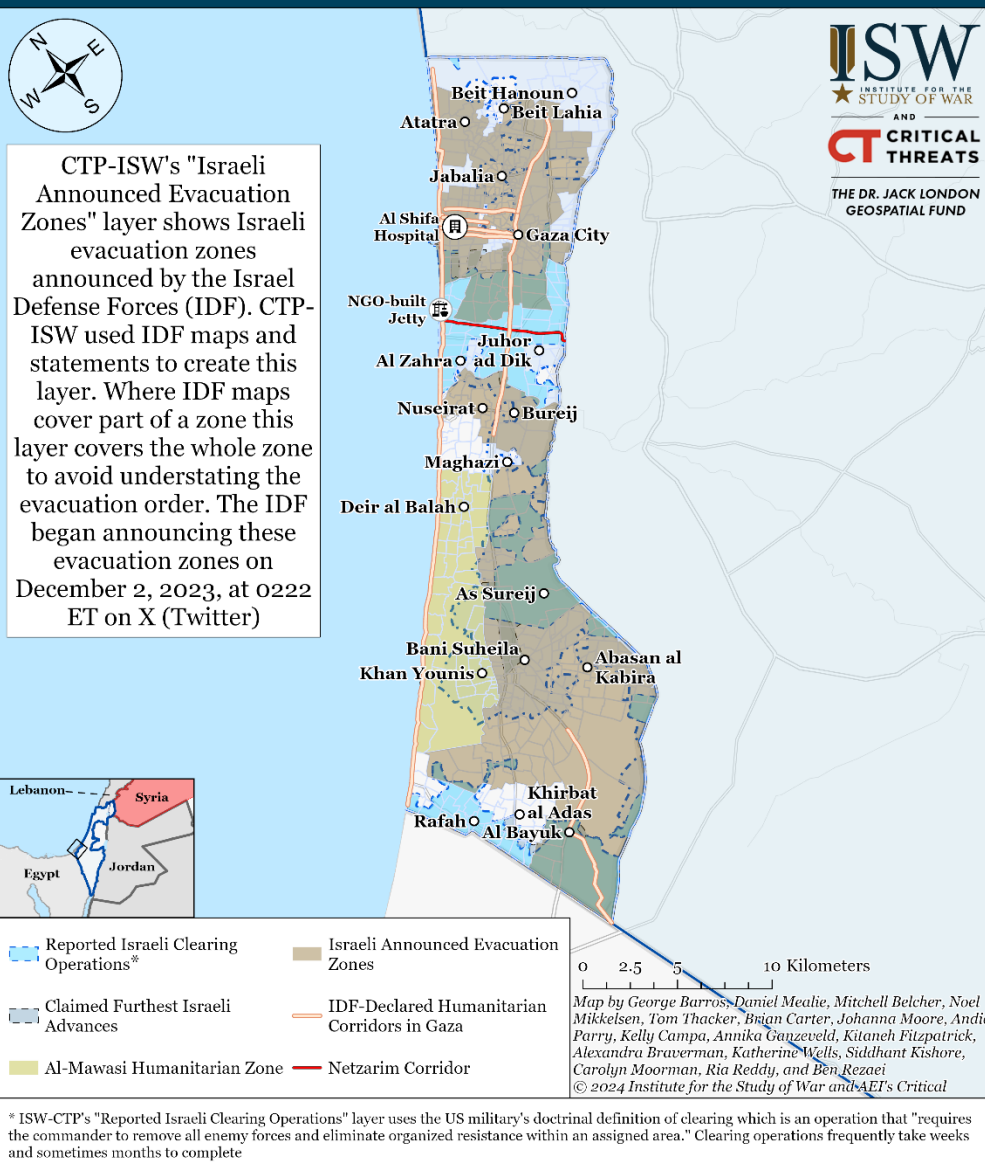 N
E
W
S
ISW
INSTITUTE FOR THE
STUDY OF WAR
AND
CT CRITICAL
THREATS
THE DR. JACK LONDON
GEOSPATIAL FUND
CTP-ISW's "Israeli
Announced Evacuation
Zones" layer shows Israeli
evacuation zones
announced by the Israel
Defense Forces (IDF). CTP-
ISW used IDF maps and
statements to create this
layer. Where IDF maps
cover part of a zone this
layer covers the whole
zone to avoid understating the
evacuation order. The IDF
began announcing these
evacuation zones on
December 2, 2023, at 0222
ET on X (Twitter)
Beit Hanoun
Beit Lahia
Atatra
Jabalia
Al Shifa
Hospital
Gaza City
NGO-built
Jetty
Juhor
ad Dik
Al Zahra
Nuseirat
Bureij
Maghazi
Deir al Balah
As Sureij
Bani Suheila
Abasan al
Kabira
Khan Younis
Khirbat
al Adas
Rafah
Al Bayuk
Lebanon
Syria
Jordan
Egypt
Reported Israeli Clearing
Operations*
Claimed Furthest Israeli
Advances
Al-Mawasi Humanitarian Zone
Israeli Announced Evacuation
Zones
IDF-Declared Humanitarian
Corridors in Gaza
Netzarim Corridor
0 2.5 5 10 Kilometers
Map by George Barros, Daniel Mealie, Mitchell Belcher, Noel
Mikkelsen, Tom Thacker, Brian Carter, Johanna Moore, Andie
Parry, Kelly Campa, Annika Ganzeveld, Kitaneh Fitzpatrick,
Alexandra Braverman, Katherine Wells, Siddhant Kishore,
Carolyn Moorman, Ria Reddy, and Ben Rezaei
© 2024 Institute for the Study of War and AEI's Critical
* ISW-CTP's "Reported Israeli Clearing Operations" layer uses the US military's doctrinal definition of clearing which is an operation that "requires
the commander to remove all enemy forces and eliminate organized resistance within an assigned area." Clearing operations frequently take weeks
and sometimes months to complete